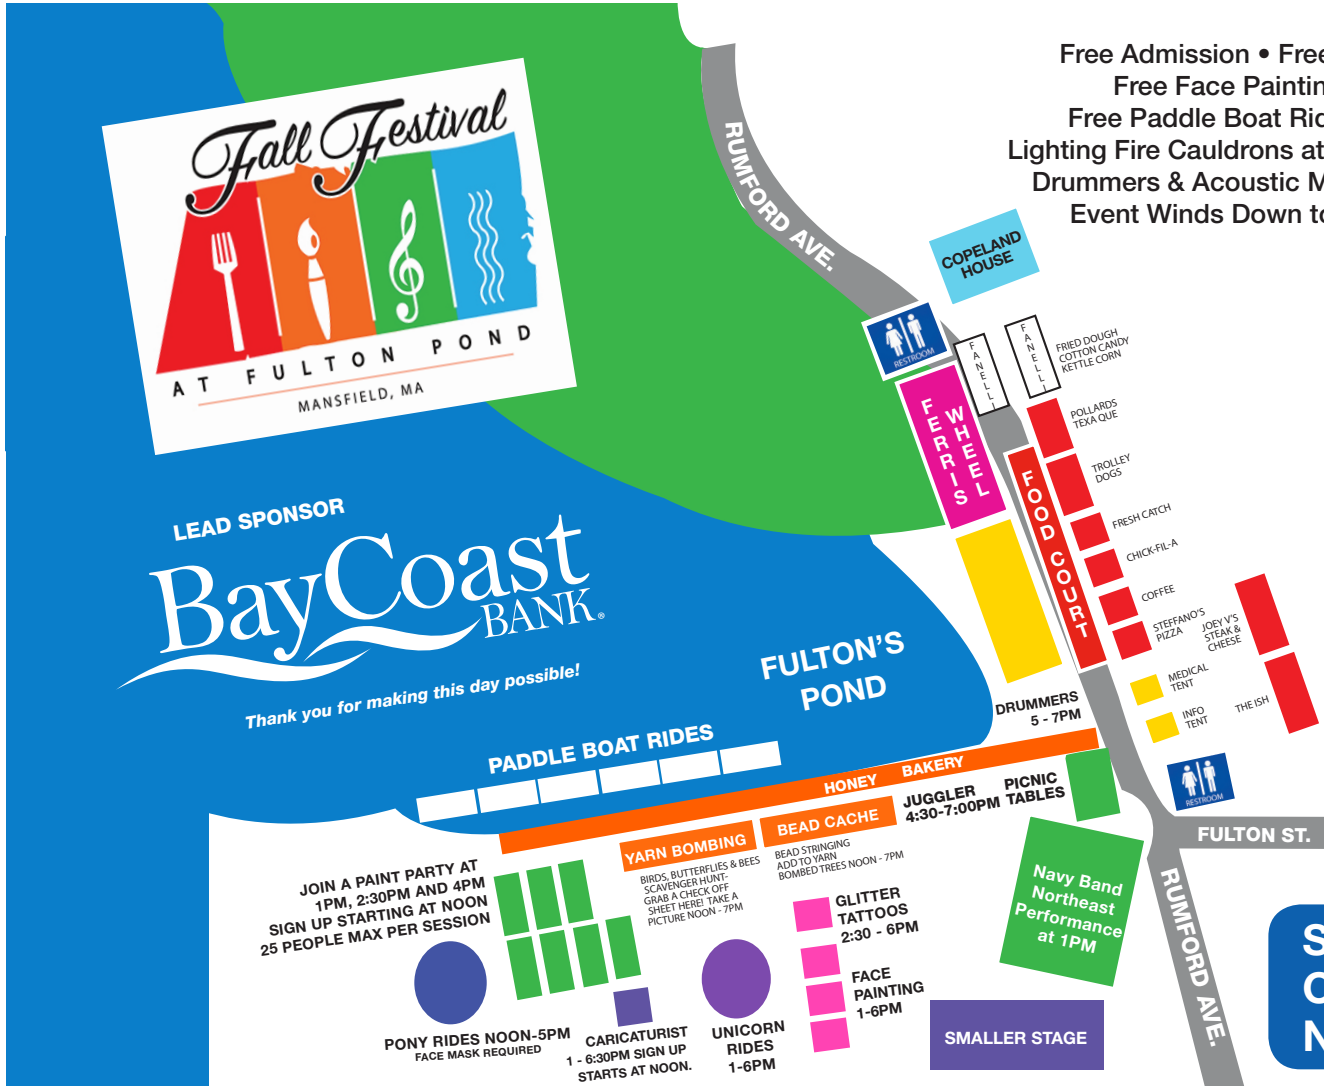 Free Admission • Free
Free Face Paintin
Free Paddle Boat Rid
Lighting Fire Cauldrons at
Drummers & Acoustic M
Event Winds Down to
Fall Festival
AT FULTON POND
MANSFIELD, MA
RUMFORD AVE.
COPELAND
HOUSE
RESTROOM
FANELLI
FANELLI
FRIED DOUGH
COTTON CANDY
KETTLE CORN
FERRIS
WHEEL
POLLARDS
TEXA QUE
TROLLEY
DOGS
FOOD COURT
FRESH CATCH
CHICK-FIL-A
COFFEE
STEFFANO'S
PIZZA
JOEY V'S
STEAK &
CHEESE
MEDICAL
TENT
INFO
TENT
THE ISH
RESTROOM
LEAD SPONSOR
BayCoast
BANK®
Thank you for making this day possible!
FULTON'S
POND
DRUMMERS
5 - 7PM
PADDLE BOAT RIDES
HONEY BAKERY
JUGGLER
4:30-7:00PM
PICNIC
TABLES
FULTON ST.
YARN BOMBING
BIRDS, BUTTERFLIES & BEES
SCAVENGER HUNT-
GRAB A CHECK OFF
SHEET HERE! TAKE A
PICTURE NOON - 7PM
BEAD CACHE
BEAD STRINGING
ADD TO YARN
BOMBED TREES NOON - 7PM
JOIN A PAINT PARTY AT
1PM, 2:30PM AND 4PM
SIGN UP STARTING AT NOON
25 PEOPLE MAX PER SESSION
GLITTER
TATTOOS
2:30 - 6PM
FACE
PAINTING
1-6PM
Navy Band
Northeast
Performance
at 1PM
RUMFORD AVE.
PONY RIDES NOON-5PM
FACE MASK REQUIRED
CARICATURIST
1 - 6:30PM SIGN UP
STARTS AT NOON.
UNICORN
RIDES
1-6PM
SMALLER STAGE
S
N